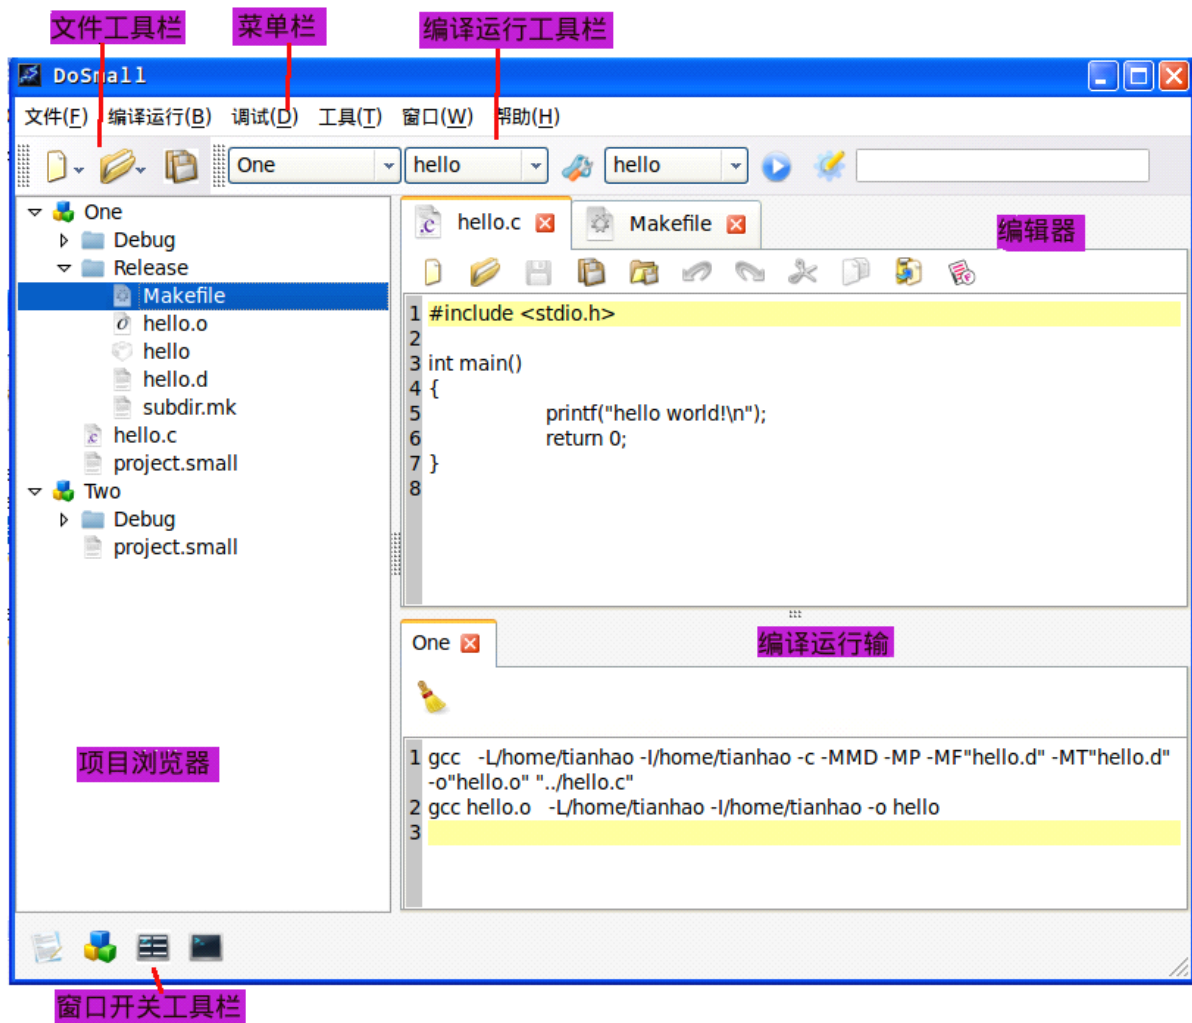 文件工具栏 菜单栏 编译运行工具栏
DoSmall
文件(F) 编译运行(B) 调试(D) 工具(T) 窗口(W) 帮助(H)
One hello hello
One
Debug
Release
Makefile
hello.o
hello
hello.d
subdir.mk
hello.c
project.small
Two
Debug
project.small
项目浏览器
hello.c Makefile
编辑器
1 #include <stdio.h>
2
3 int main()
4 {
5 printf("hello world!\n");
6 return 0;
7 }
8
One
编译运行输
1 gcc -L/home/tianhao -I/home/tianhao -c -MMD -MP -MF"hello.d" -MT"hello.d"
-o"hello.o" "../hello.c"
2 gcc hello.o -L/home/tianhao -I/home/tianhao -o hello
3
窗口开关工具栏